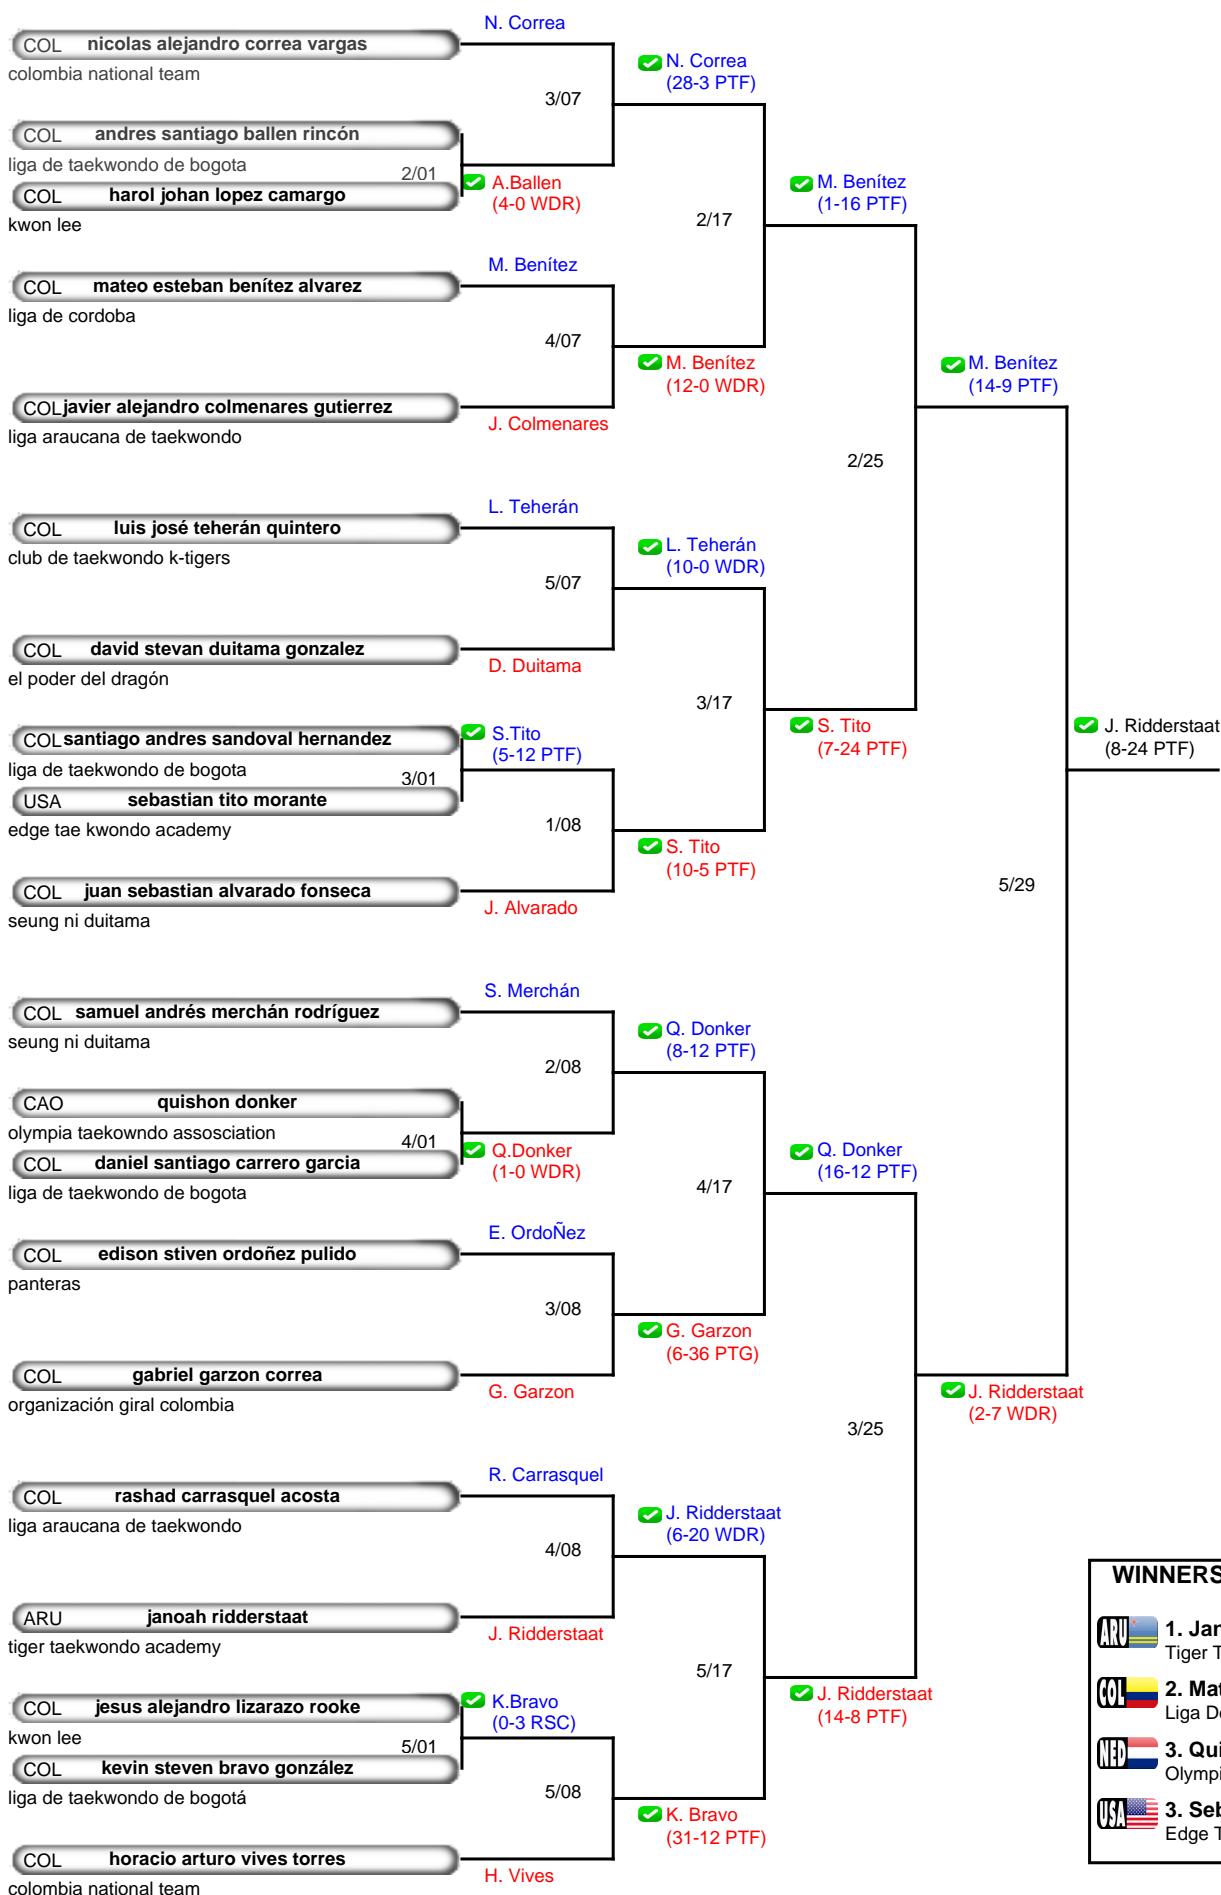 N. Correa
COL nicolas alejandro correa vargas
colombia national team
N. Correa
(28-3 PTF)
3/07
COL andres santiago ballen rincón
liga de taekwondo de bogota
2/01
A.Ballen
(4-0 WDR)
COL harol johan lopez camargo
kwon lee
M. Benítez
(1-16 PTF)
2/17
M. Benítez
COL mateo esteban benítez alvarez
liga de cordoba
4/07
M. Benítez
(12-0 WDR)
M. Benítez
(14-9 PTF)
COL javier alejandro colmenares gutierrez
liga araucana de taekwondo
J. Colmenares
2/25
L. Teherán
COL luis josé teherán quintero
club de taekwondo k-tigers
L. Teherán
(10-0 WDR)
5/07
COL david stevan duitama gonzalez
el poder del dragón
D. Duitama
3/17
COL santiago andres sandoval hernandez
liga de taekwondo de bogota
S.Tito
(5-12 PTF)
S. Tito
(7-24 PTF)
J. Ridderstaat
(8-24 PTF)
3/01
USA sebastian tito morante
edge tae kwondo academy
1/08
S. Tito
(10-5 PTF)
COL juan sebastian alvarado fonseca
seung ni duitama
J. Alvarado
5/29
S. Merchán
COL samuel andrés merchán rodríguez
seung ni duitama
Q. Donker
(8-12 PTF)
2/08
CAO quishon donker
olympia taekowndo assosciation
4/01
Q.Donker
(1-0 WDR)
COL daniel santiago carrero garcia
liga de taekwondo de bogota
Q. Donker
(16-12 PTF)
4/17
E. OrdoÑez
COL edison stiven ordoñez pulido
panteras
3/08
G. Garzon
(6-36 PTG)
COL gabriel garzon correa
organización giral colombia
G. Garzon
J. Ridderstaat
(2-7 WDR)
3/25
R. Carrasquel
COL rashad carrasquel acosta
liga araucana de taekwondo
J. Ridderstaat
(6-20 WDR)
4/08
ARU janoah ridderstaat
tiger taekwondo academy
J. Ridderstaat
5/17
COL jesus alejandro lizarazo rooke
kwon lee
K.Bravo
(0-3 RSC)
J. Ridderstaat
(14-8 PTF)
5/01
COL kevin steven bravo gonzález
liga de taekwondo de bogotá
5/08
K. Bravo
(31-12 PTF)
COL horacio arturo vives torres
colombia national team
H. Vives
WINNERS
ARU 1. Jan
Tiger T
COL 2. Mat
Liga De
NED 3. Qui
Olympi
USA 3. Seb
Edge T